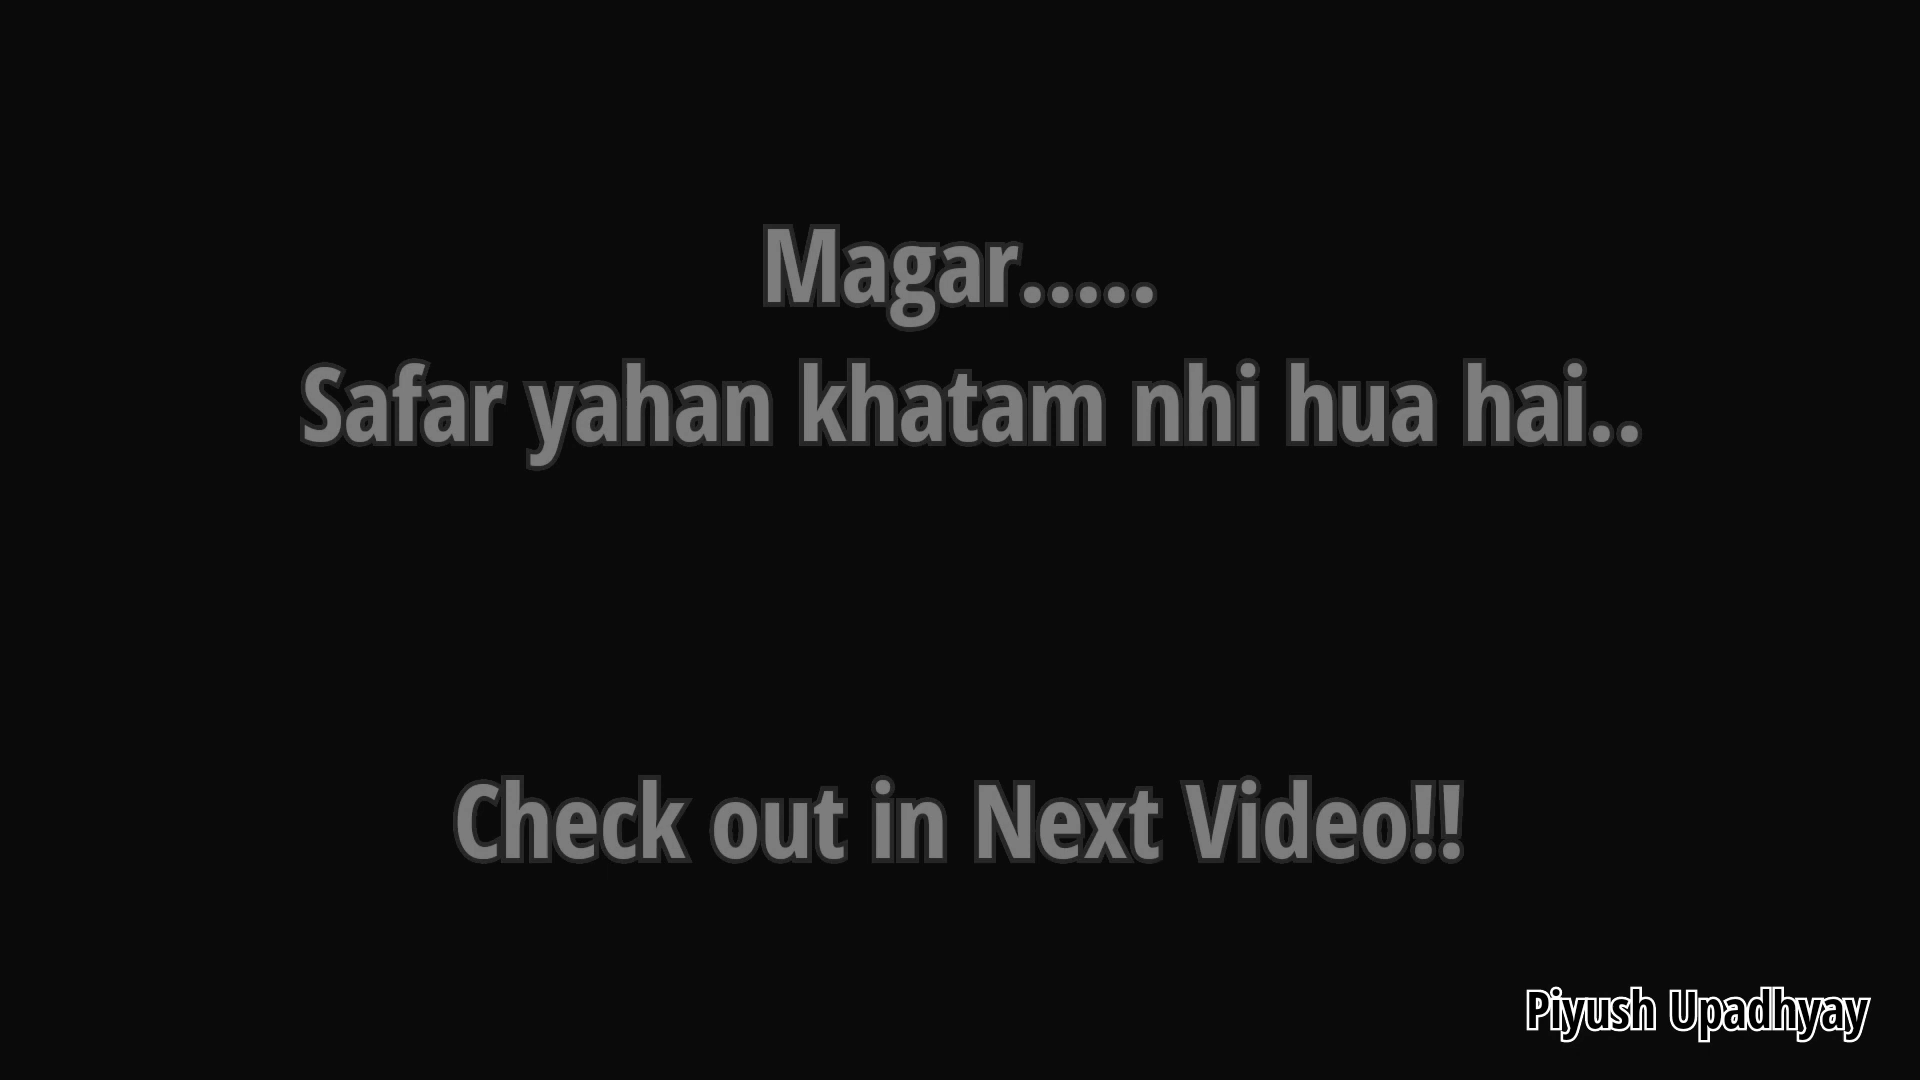 Magar.....
Safar yahan khatam nhi hua hai..
Check out in Next Video!!
Piyush Upadhyay